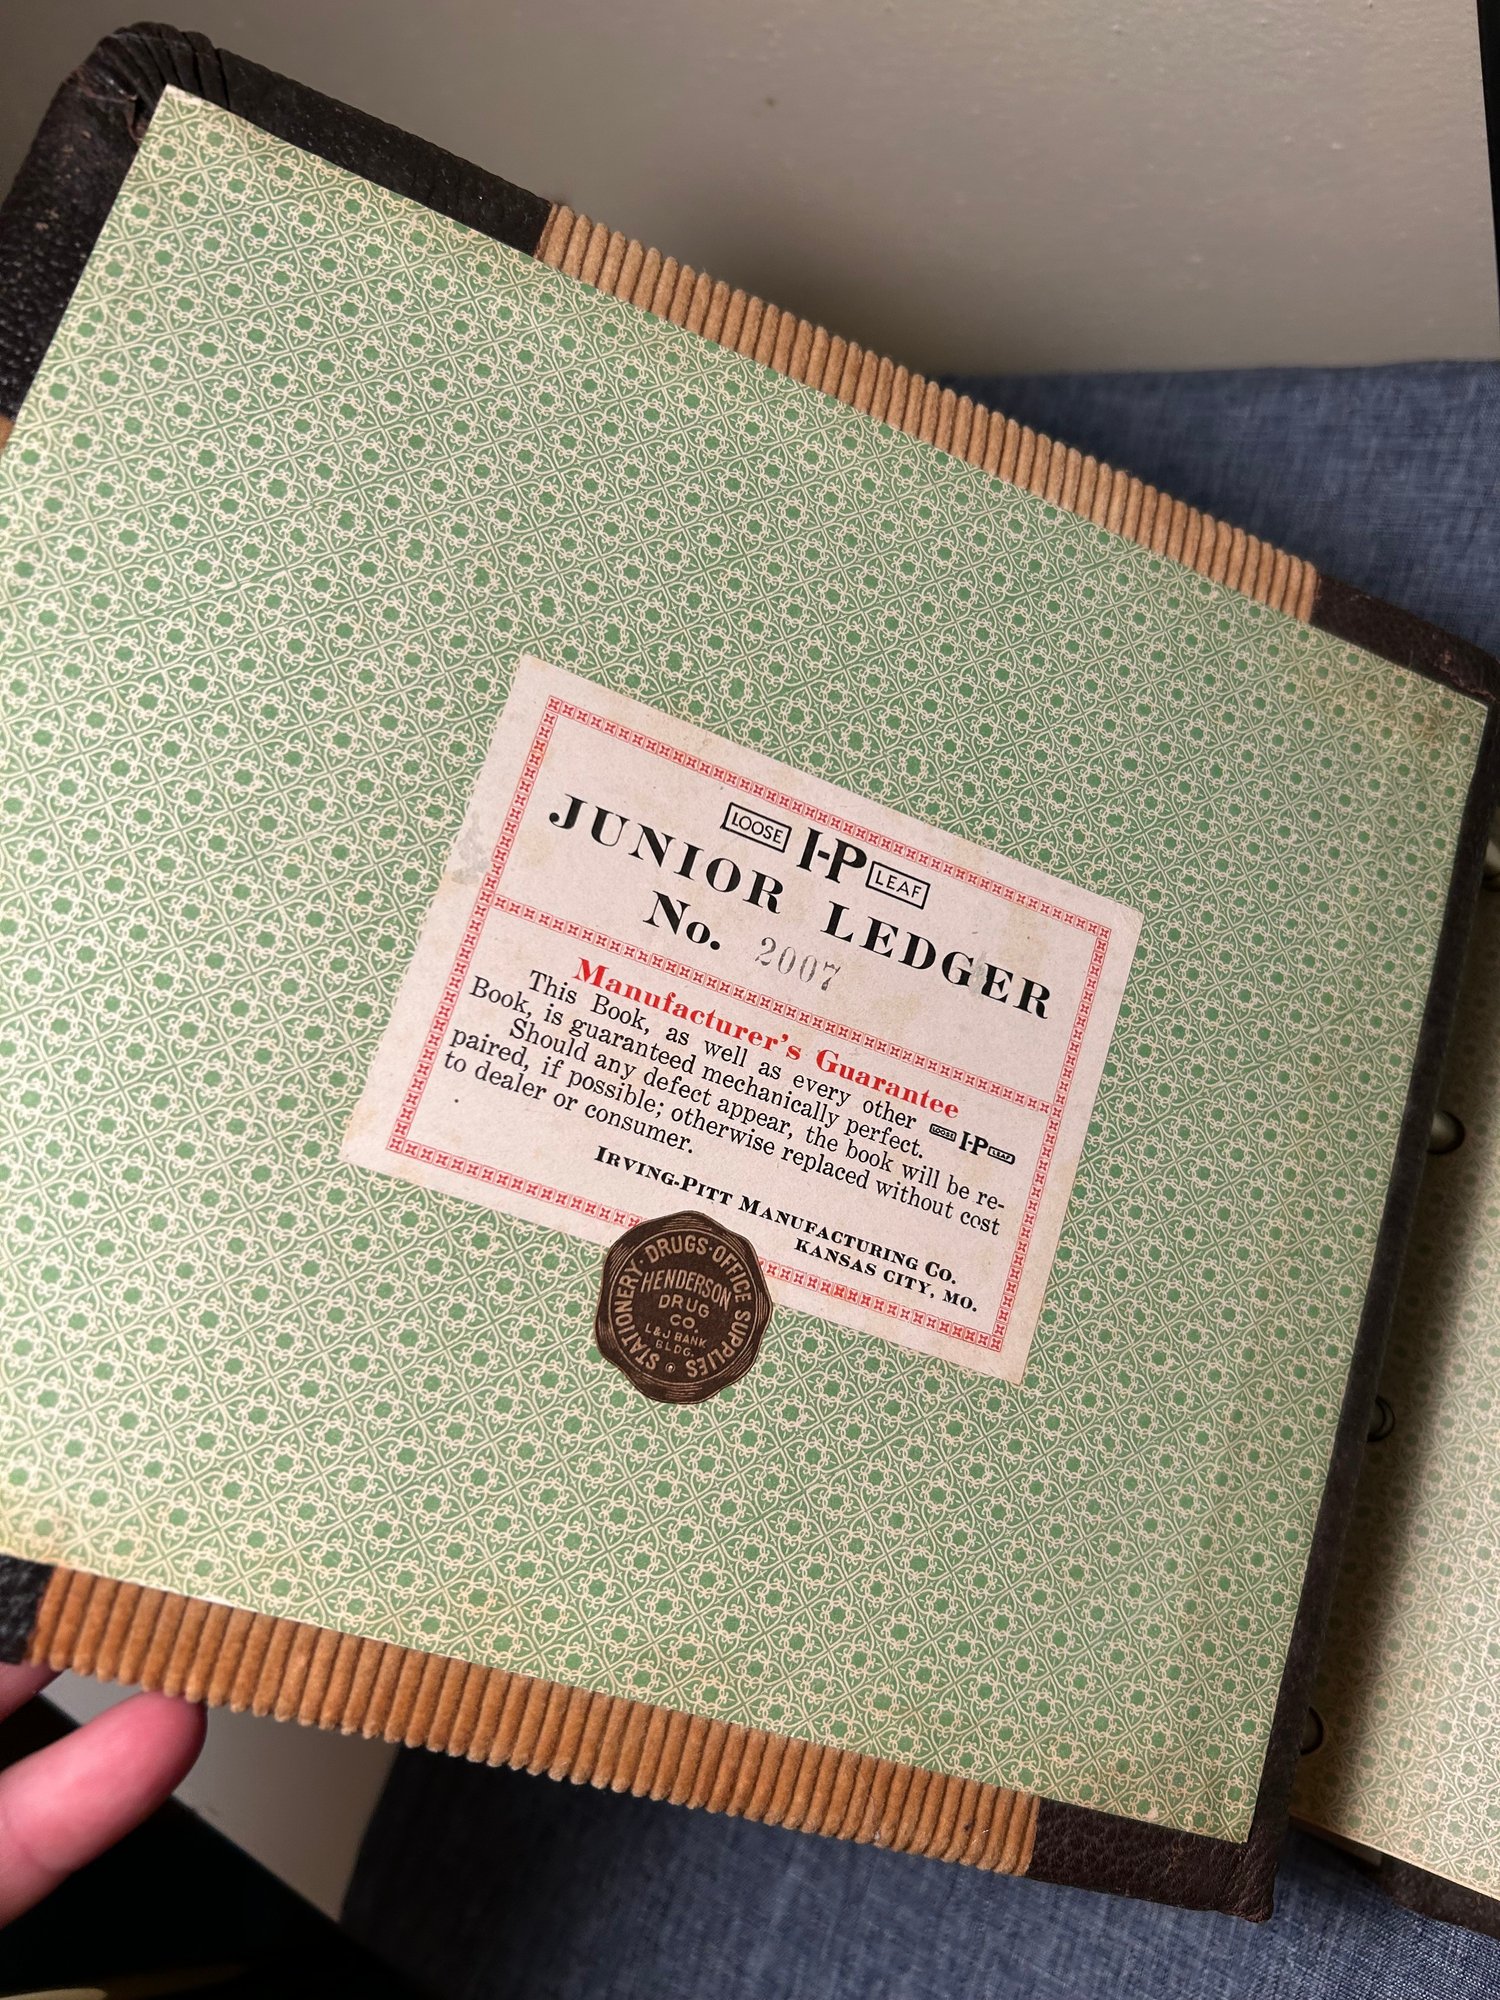 LOOSE I-P LEAF
JUNIOR LEDGER
No. 2007
Manufacturer's Guarantee
This Book, as well as every other LOOSE I-P LEAF
Book, is guaranteed mechanically perfect.
Should any defect appear, the book will be re-
paired, if possible; otherwise replaced without cost
to dealer or consumer.
IRVING-PITT MANUFACTURING CO.
KANSAS CITY, MO.
STATIONERY · DRUGS · OFFICE SUPPLIES
HENDERSON
DRUG
CO.
L & J BANK
BLDG.